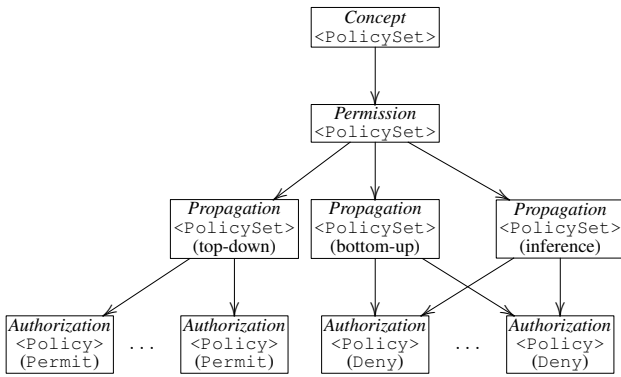 Concept
<PolicySet>
Permission
<PolicySet>
Propagation
<PolicySet>
(top-down)
Propagation
<PolicySet>
(bottom-up)
Propagation
<PolicySet>
(inference)
Authorization
<Policy>
(Permit)
...
Authorization
<Policy>
(Permit)
Authorization
<Policy>
(Deny)
...
Authorization
<Policy>
(Deny)